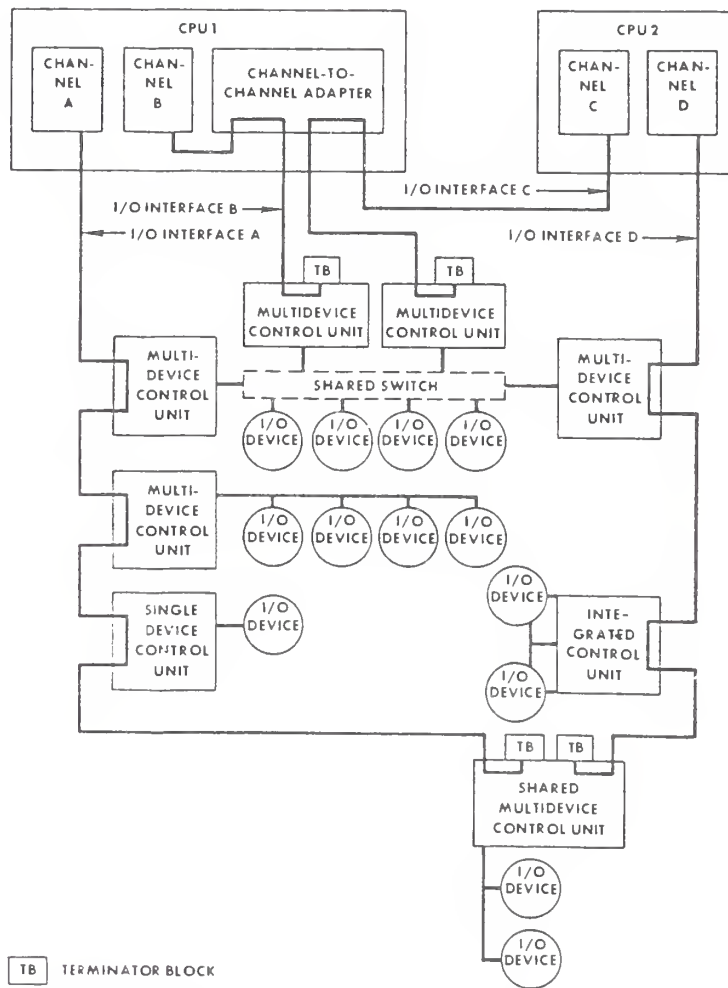 CPU 1
CPU 2
CHAN-
NEL
A
CHAN-
NEL
B
CHANNEL-TO-
CHANNEL ADAPTER
CHAN-
NEL
C
CHAN-
NEL
D
I/O INTERFACE C
I/O INTERFACE B
I/O INTERFACE A
I/O INTERFACE D
TB
TB
MULTIDEVICE
CONTROL UNIT
MULTIDEVICE
CONTROL UNIT
MULTI-
DEVICE
CONTROL
UNIT
SHARED SWITCH
MULTI-
DEVICE
CONTROL
UNIT
I/O
DEVICE
I/O
DEVICE
I/O
DEVICE
I/O
DEVICE
MULTI-
DEVICE
CONTROL
UNIT
I/O
DEVICE
I/O
DEVICE
I/O
DEVICE
I/O
DEVICE
SINGLE
DEVICE
CONTROL
UNIT
I/O
DEVICE
I/O
DEVICE
I/O
DEVICE
INTE-
GRATED
CONTROL
UNIT
TB
TB
SHARED
MULTIDEVICE
CONTROL UNIT
I/O
DEVICE
I/O
DEVICE
TB TERMINATOR BLOCK